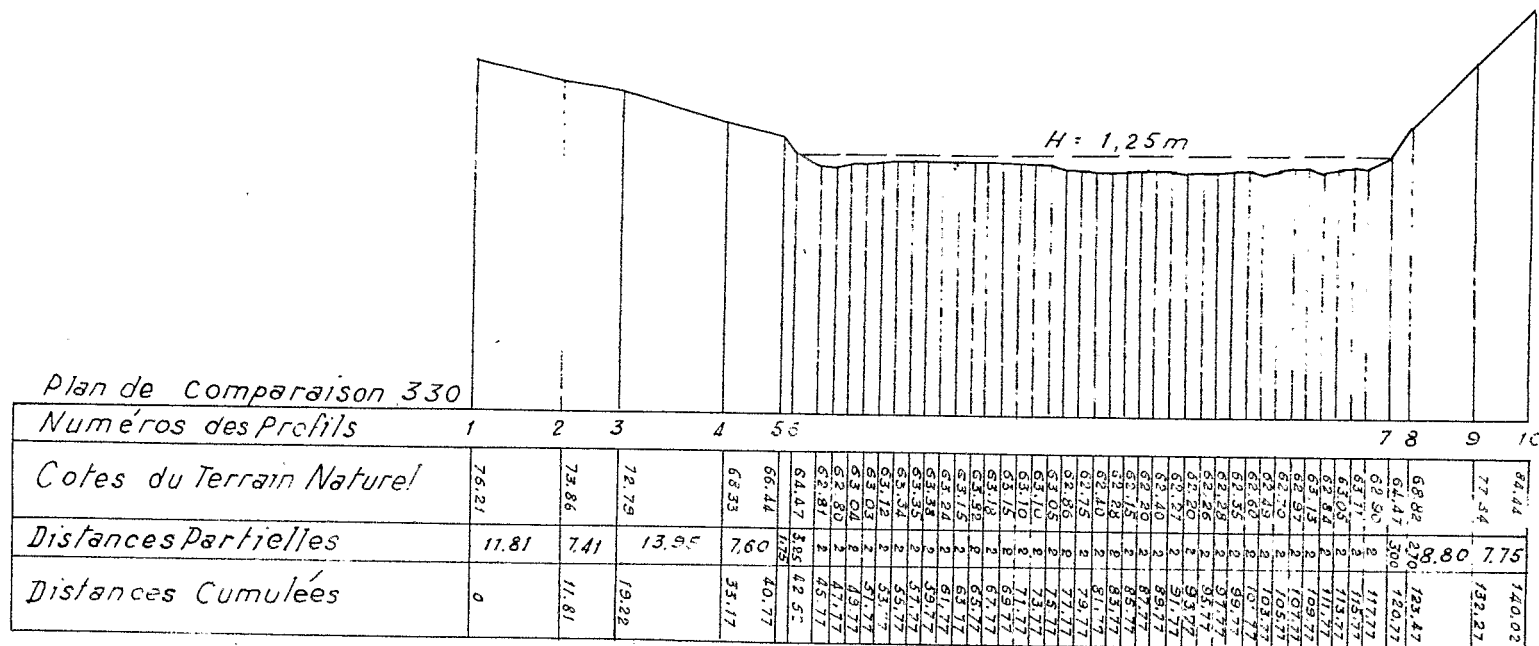 H = 1,25m
Plan de Comparaison 330
Numéros des Profils 1 2 3 4 5 6 7 8 9 10
Cotes du Terrain Naturel 76.21 73.86 72.79 68.33 66.44 64.47 62.81 62.80 63.04 63.03 63.12 63.34 63.35 63.38 63.24 63.15 63.18 63.15 63.10 63.10 63.05 62.86 62.75 62.40 62.28 62.15 62.20 62.40 62.27 62.20 62.26 62.28 62.35 62.49 62.70 62.97 63.13 62.84 63.05 62.90 64.47 68.82 77.54
Distances Partielles 11.81 7.41 13.95 7.60 1.75 3.25 2 2 2 2 2 2 2 2 2 2 2 2 2 2 2 2 2 2 2 2 2 2 2 2 2 2 2 2 2 2 2 2 2 2 2 2 3.00 2.70 8.80 7.75
Distances Cumulées 0 11.81 19.22 33.17 40.77 45.77 47.77 49.77 51.77 55.77 57.77 59.77 61.77 63.77 65.77 67.77 69.77 71.77 73.77 75.77 77.77 79.77 81.77 83.77 85.77 87.77 89.77 91.77 93.77 95.77 97.77 99.77 103.77 105.77 107.77 109.77 111.77 113.77 115.77 117.77 120.77 123.47 132.27 140.02